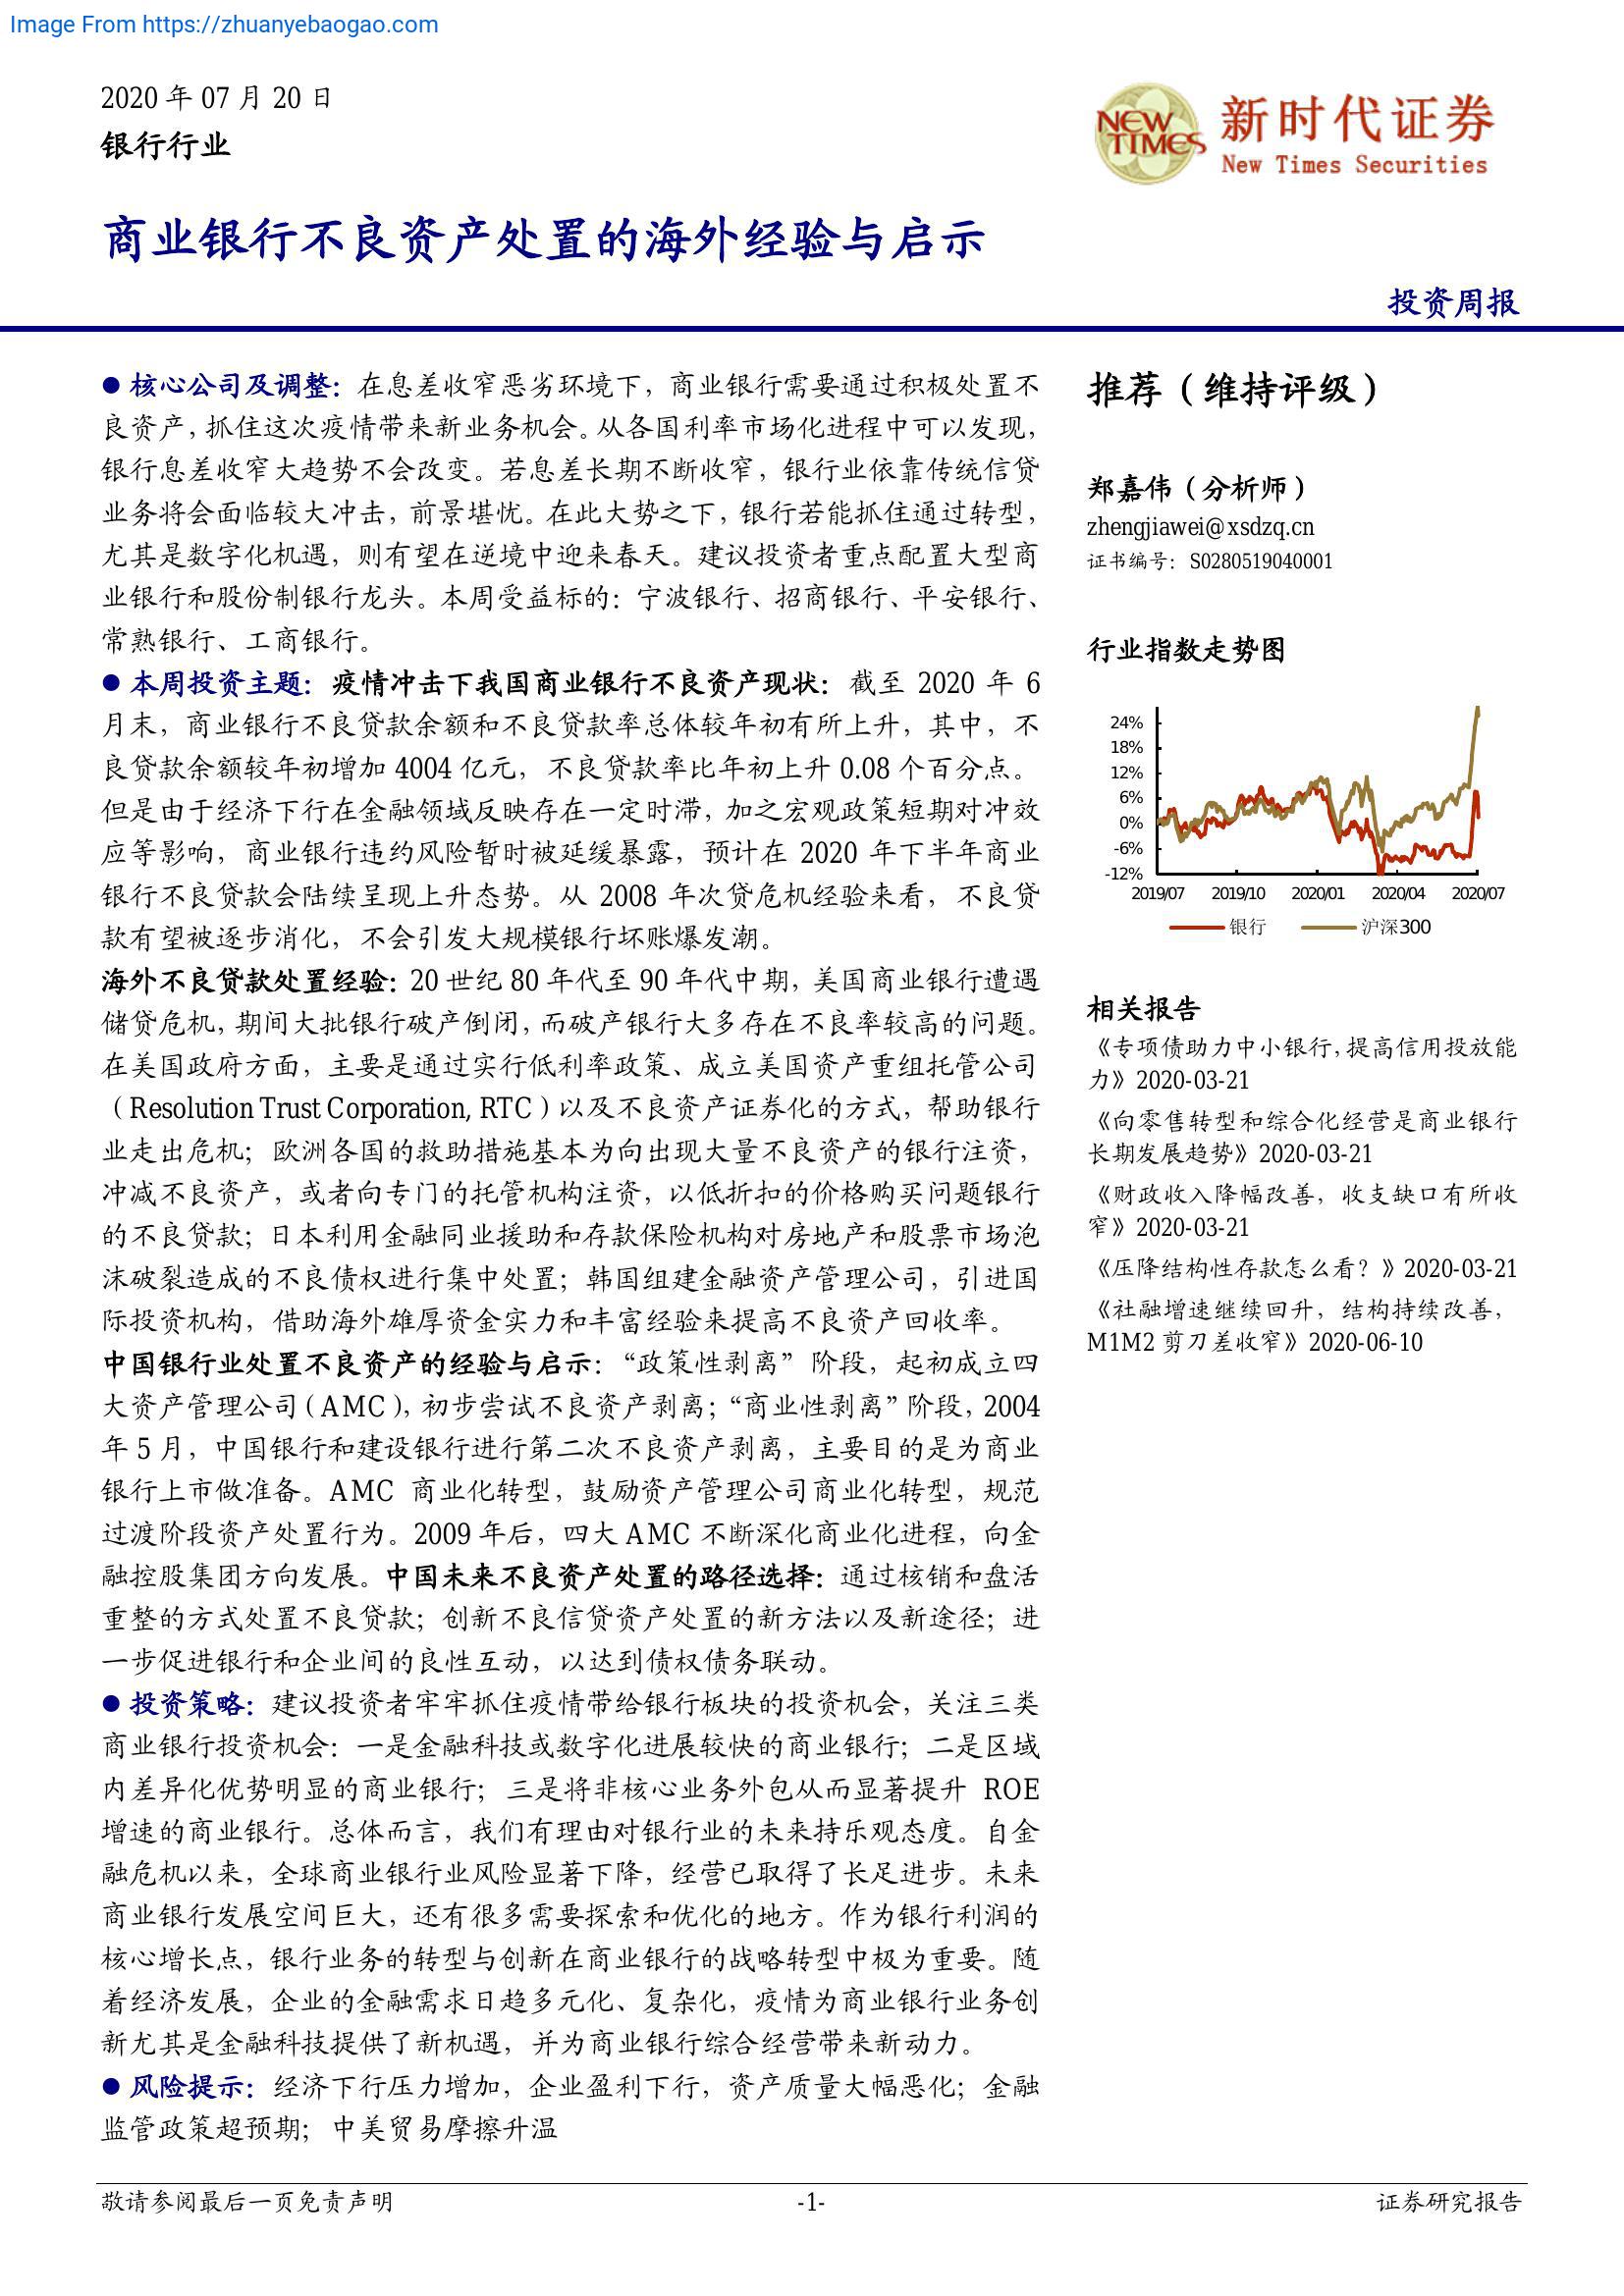 Image From https://zhuanyebaogao.com
2020 年 07 月 20 日
银行行业
NEW TIMES
新时代证券
New Times Securities
商业银行不良资产处置的海外经验与启示
投资周报
● 核心公司及调整：在息差收窄恶劣环境下，商业银行需要通过积极处置不
良资产，抓住这次疫情带来新业务机会。从各国利率市场化进程中可以发现，
银行息差收窄大趋势不会改变。若息差长期不断收窄，银行业依靠传统信贷
业务将会面临较大冲击，前景堪忧。在此大势之下，银行若能抓住通过转型，
尤其是数字化机遇，则有望在逆境中迎来春天。建议投资者重点配置大型商
业银行和股份制银行龙头。本周受益标的：宁波银行、招商银行、平安银行、
常熟银行、工商银行。
● 本周投资主题：疫情冲击下我国商业银行不良资产现状：截至 2020 年 6
月末，商业银行不良贷款余额和不良贷款率总体较年初有所上升，其中，不
良贷款余额较年初增加 4004 亿元，不良贷款率比年初上升 0.08 个百分点。
但是由于经济下行在金融领域反映存在一定时滞，加之宏观政策短期对冲效
应等影响，商业银行违约风险暂时被延缓暴露，预计在 2020 年下半年商业
银行不良贷款会陆续呈现上升态势。从 2008 年次贷危机经验来看，不良贷
款有望被逐步消化，不会引发大规模银行坏账爆发潮。
海外不良贷款处置经验：20 世纪 80 年代至 90 年代中期，美国商业银行遭遇
储贷危机，期间大批银行破产倒闭，而破产银行大多存在不良率较高的问题。
在美国政府方面，主要是通过实行低利率政策、成立美国资产重组托管公司
（Resolution Trust Corporation, RTC）以及不良资产证券化的方式，帮助银行
业走出危机；欧洲各国的救助措施基本为向出现大量不良资产的银行注资，
冲减不良资产，或者向专门的托管机构注资，以低折扣的价格购买问题银行
的不良贷款；日本利用金融同业援助和存款保险机构对房地产和股票市场泡
沫破裂造成的不良债权进行集中处置；韩国组建金融资产管理公司，引进国
际投资机构，借助海外雄厚资金实力和丰富经验来提高不良资产回收率。
中国银行业处置不良资产的经验与启示：“政策性剥离”阶段，起初成立四
大资产管理公司（AMC），初步尝试不良资产剥离；“商业性剥离”阶段，2004
年 5 月，中国银行和建设银行进行第二次不良资产剥离，主要目的是为商业
银行上市做准备。AMC 商业化转型，鼓励资产管理公司商业化转型，规范
过渡阶段资产处置行为。2009 年后，四大 AMC 不断深化商业化进程，向金
融控股集团方向发展。中国未来不良资产处置的路径选择：通过核销和盘活
重整的方式处置不良贷款；创新不良信贷资产处置的新方法以及新途径；进
一步促进银行和企业间的良性互动，以达到债权债务联动。
● 投资策略：建议投资者牢牢抓住疫情带给银行板块的投资机会，关注三类
商业银行投资机会：一是金融科技或数字化进展较快的商业银行；二是区域
内差异化优势明显的商业银行；三是将非核心业务外包从而显著提升 ROE
增速的商业银行。总体而言，我们有理由对银行业的未来持乐观态度。自金
融危机以来，全球商业银行业风险显著下降，经营已取得了长足进步。未来
商业银行发展空间巨大，还有很多需要探索和优化的地方。作为银行利润的
核心增长点，银行业务的转型与创新在商业银行的战略转型中极为重要。随
着经济发展，企业的金融需求日趋多元化、复杂化，疫情为商业银行业务创
新尤其是金融科技提供了新机遇，并为商业银行综合经营带来新动力。
● 风险提示：经济下行压力增加，企业盈利下行，资产质量大幅恶化；金融
监管政策超预期；中美贸易摩擦升温
推荐（维持评级）
郑嘉伟（分析师）
zhengjiawei@xsdzq.cn
证书编号：S0280519040001
行业指数走势图
24%
18%
12%
6%
0%
-6%
-12%
2019/07 2019/10 2020/01 2020/04 2020/07
银行 沪深300
相关报告
《专项债助力中小银行，提高信用投放能
力》2020-03-21
《向零售转型和综合化经营是商业银行
长期发展趋势》2020-03-21
《财政收入降幅改善，收支缺口有所收
窄》2020-03-21
《压降结构性存款怎么看？》2020-03-21
《社融增速继续回升，结构持续改善，
M1M2 剪刀差收窄》2020-06-10
敬请参阅最后一页免责声明
-1-
证券研究报告